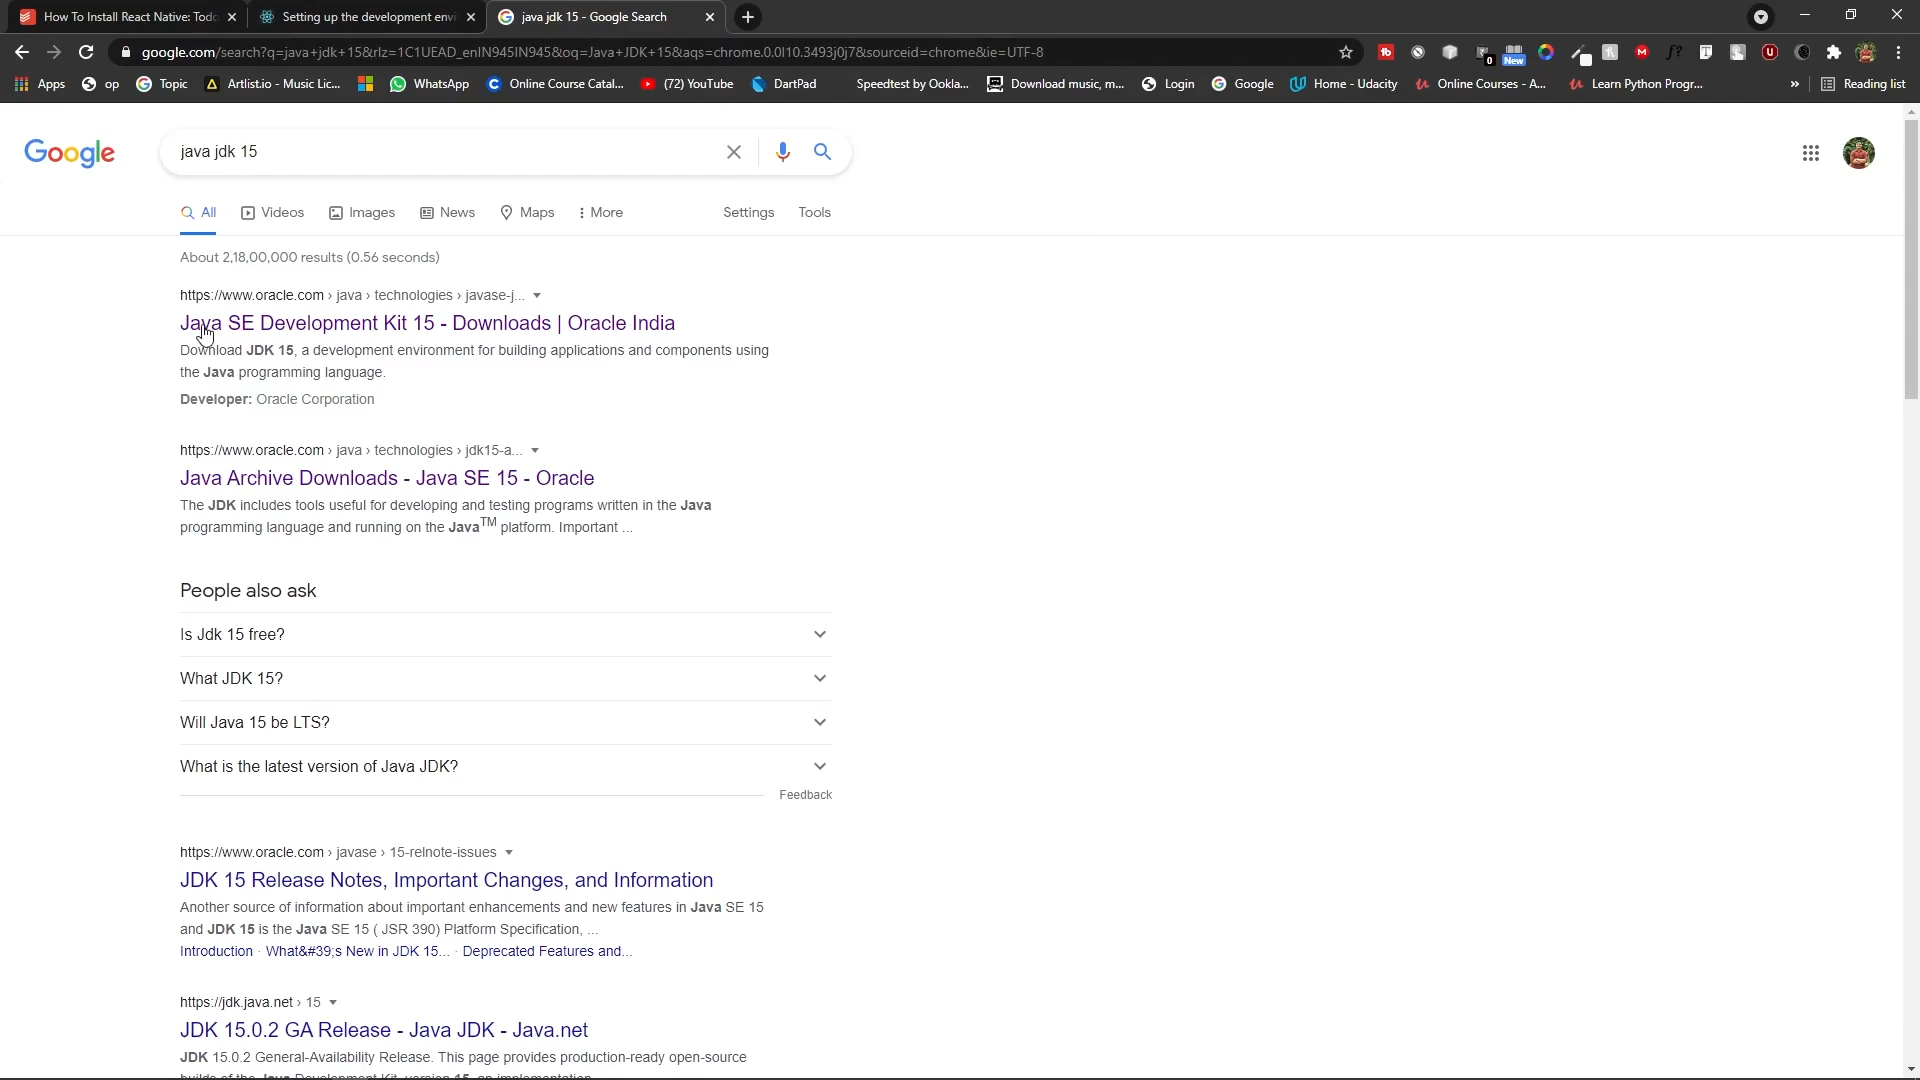 How To Install React Native: Todo
Setting up the development envi
java jdk 15 - Google Search
google.com/search?q=java+jdk+15&rlz=1C1UEAD_enIN945IN945&oq=Java+JDK+15&aqs=chrome.0.0l10.3493j0j7&sourceid=chrome&ie=UTF-8
0
New
f?
Apps
op
Topic
Artlist.io - Music Lic...
WhatsApp
Online Course Catal...
(72) YouTube
DartPad
Speedtest by Ookla...
Download music, m...
Login
Google
Home - Udacity
Online Courses - A...
Learn Python Progr...
»
Reading list
Google
java jdk 15
All
Videos
Images
News
Maps
More
Settings
Tools
About 2,18,00,000 results (0.56 seconds)
https://www.oracle.com › java › technologies › javase-j...
Java SE Development Kit 15 - Downloads | Oracle India
Download JDK 15, a development environment for building applications and components using
the Java programming language.
Developer: Oracle Corporation
https://www.oracle.com › java › technologies › jdk15-a...
Java Archive Downloads - Java SE 15 - Oracle
The JDK includes tools useful for developing and testing programs written in the Java
programming language and running on the JavaTM platform. Important ...
People also ask
Is Jdk 15 free?
What JDK 15?
Will Java 15 be LTS?
What is the latest version of Java JDK?
Feedback
https://www.oracle.com › javase › 15-relnote-issues
JDK 15 Release Notes, Important Changes, and Information
Another source of information about important enhancements and new features in Java SE 15
and JDK 15 is the Java SE 15 ( JSR 390) Platform Specification, ...
Introduction · What&#39;s New in JDK 15... · Deprecated Features and...
https://jdk.java.net › 15
JDK 15.0.2 GA Release - Java JDK - Java.net
JDK 15.0.2 General-Availability Release. This page provides production-ready open-source
builds of the Java Development Kit, version 15, an implementation